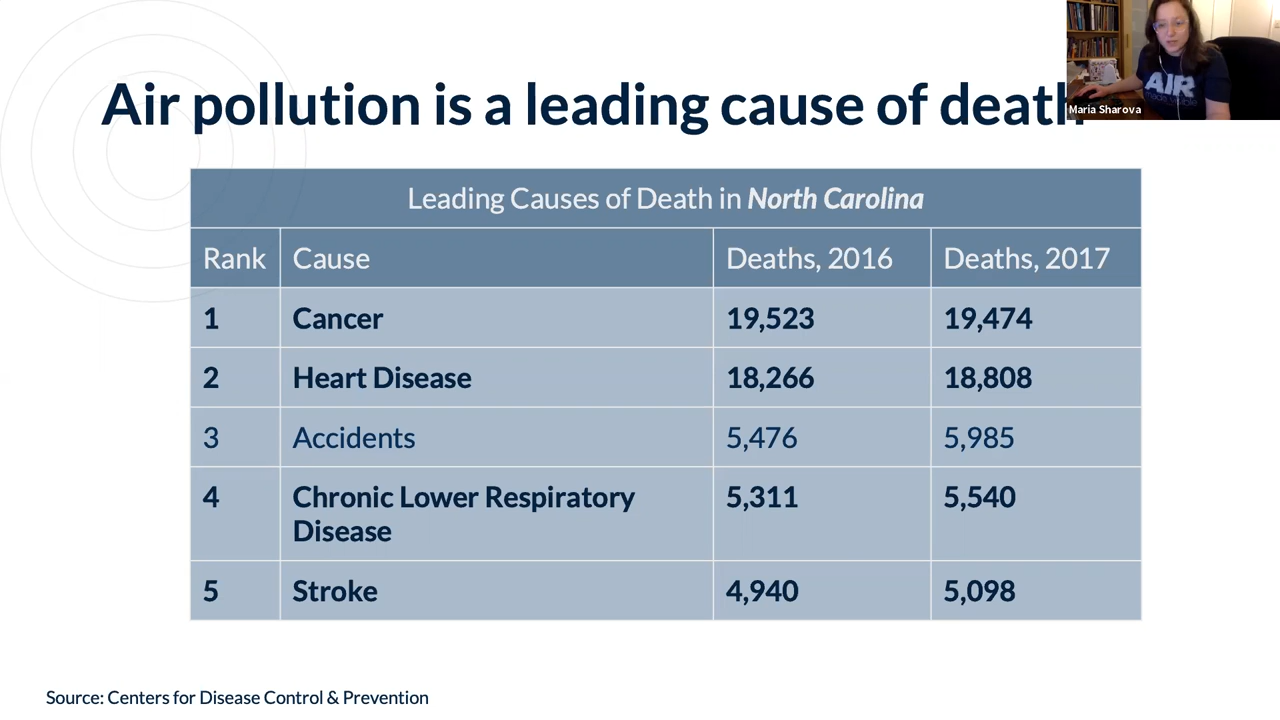 Air pollution is a leading cause of death
Maria Sharova
AIR
Leading Causes of Death in North Carolina
Rank Cause Deaths, 2016 Deaths, 2017
1 Cancer 19,523 19,474
2 Heart Disease 18,266 18,808
3 Accidents 5,476 5,985
4 Chronic Lower Respiratory 5,311 5,540
Disease
5 Stroke 4,940 5,098
Source: Centers for Disease Control & Prevention